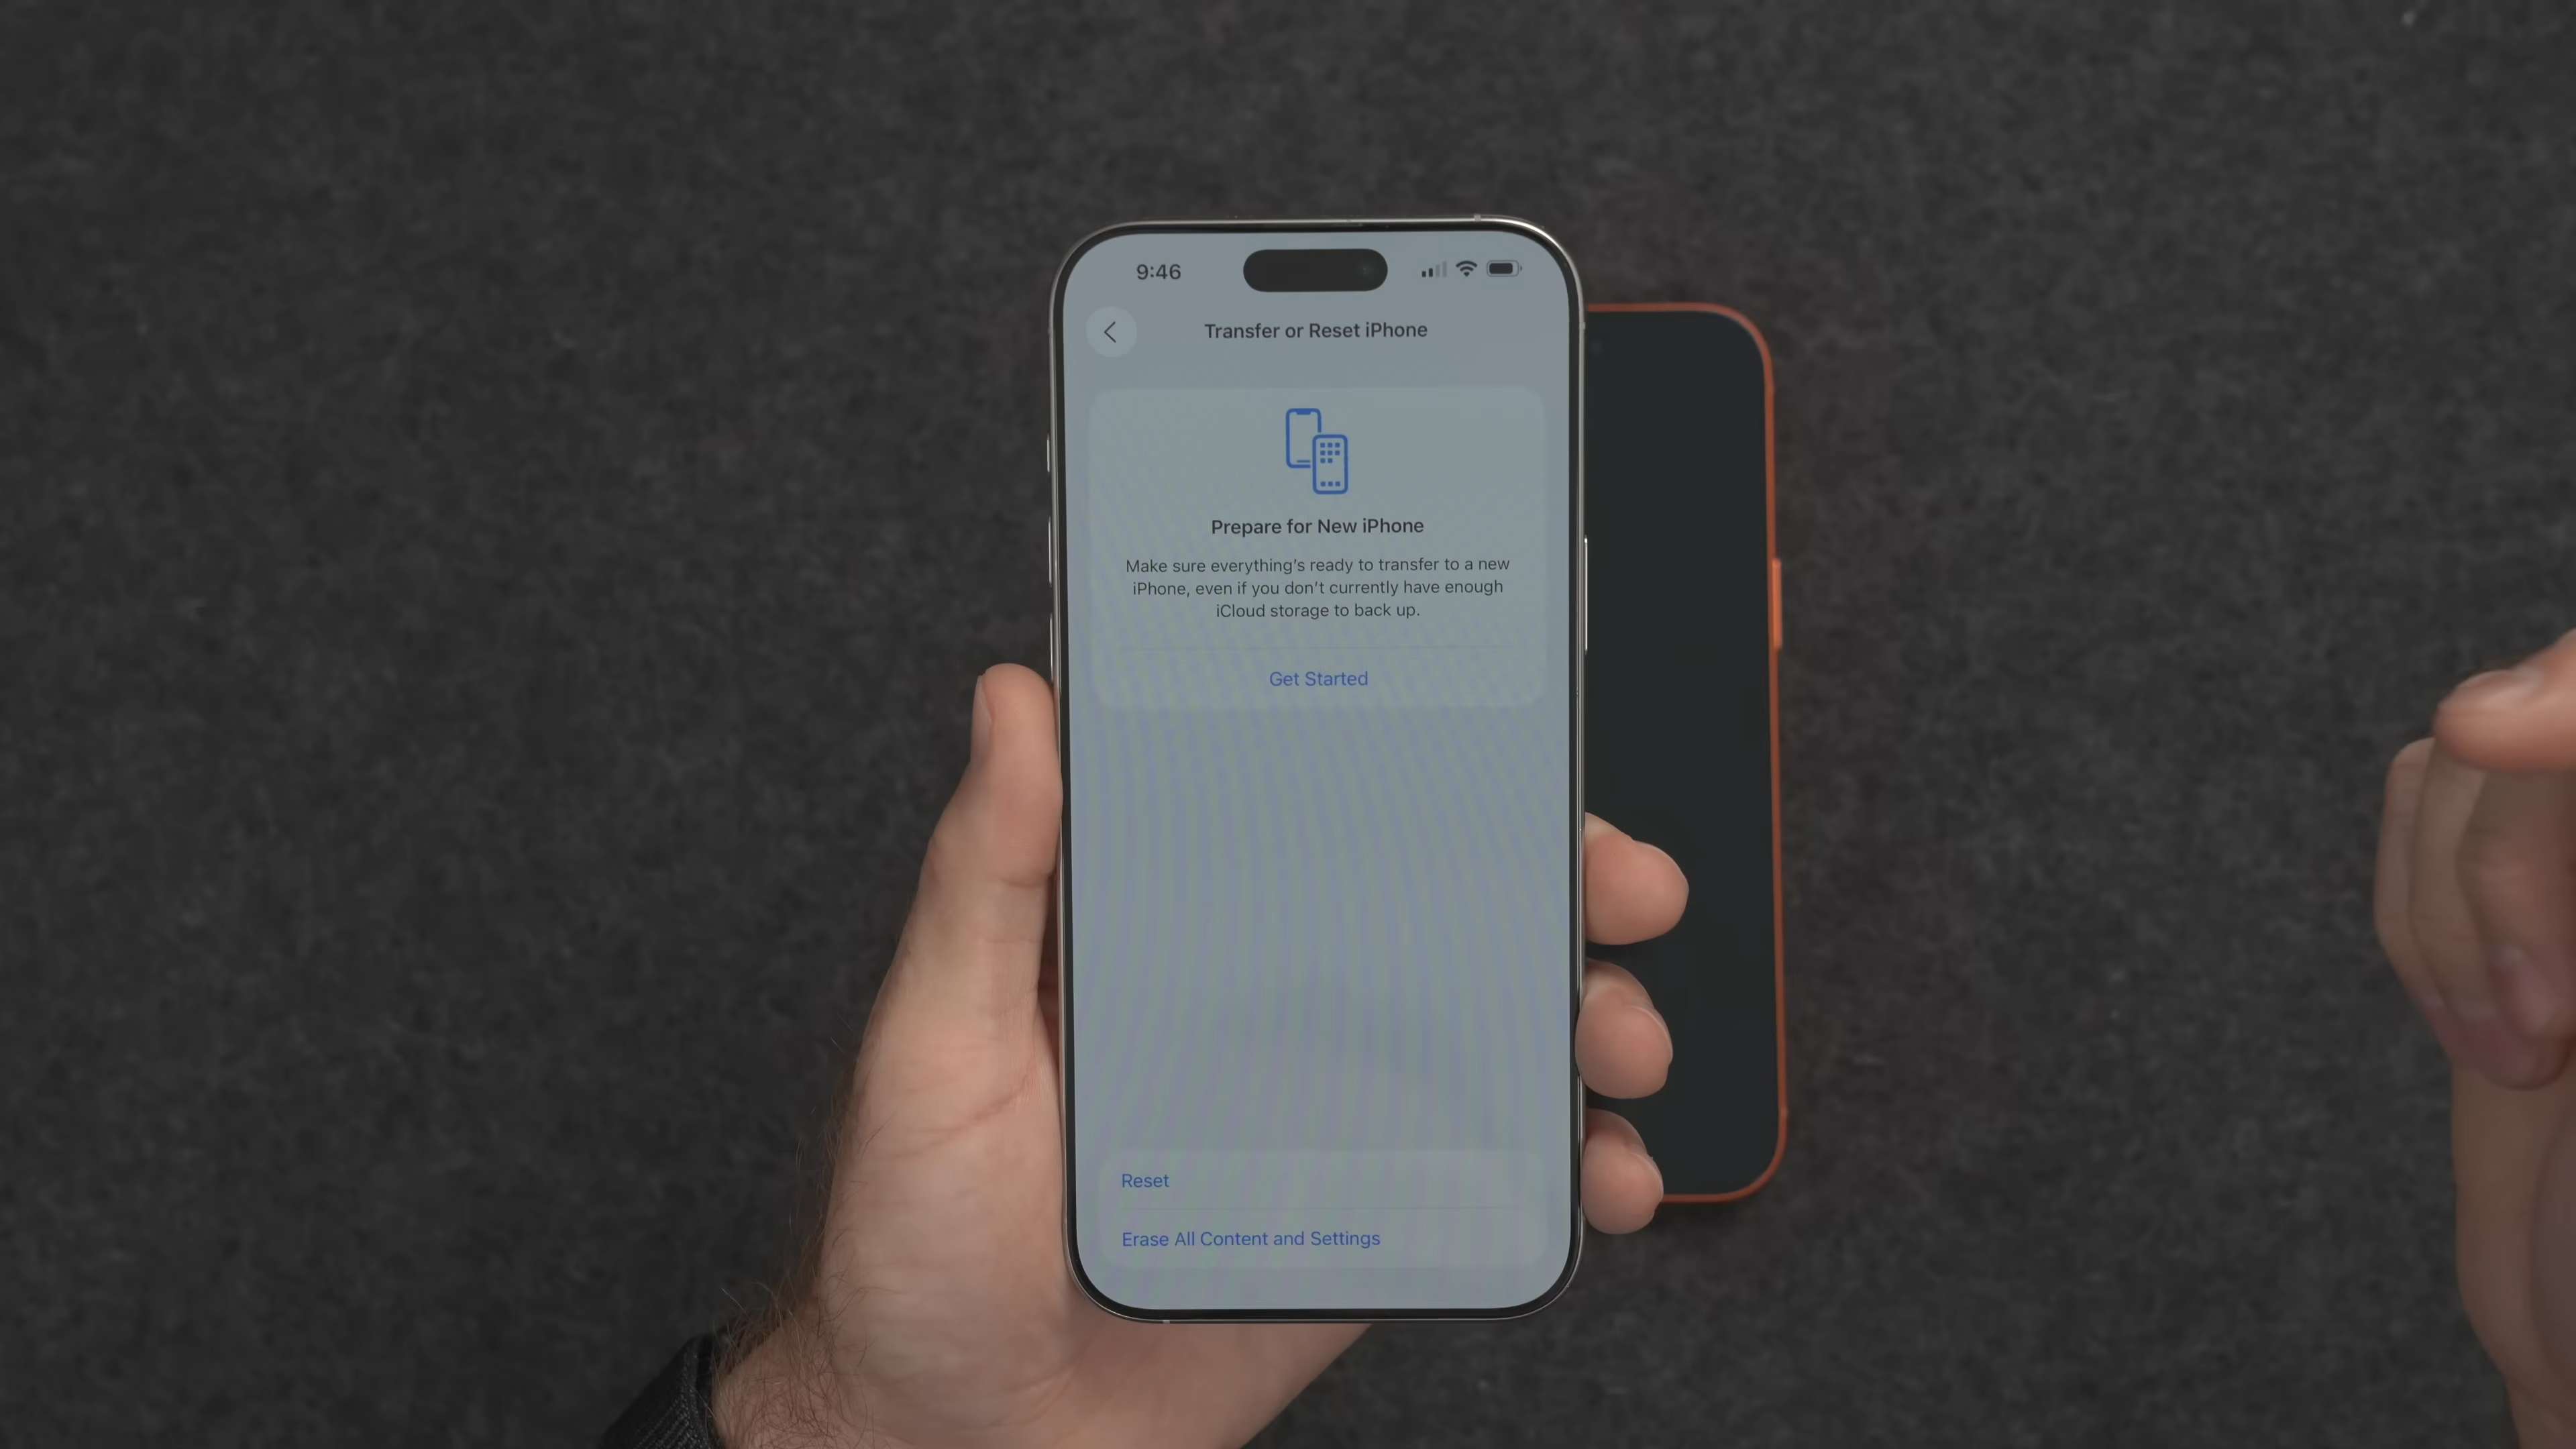 9:46
Transfer or Reset iPhone
Prepare for New iPhone
Make sure everything’s ready to transfer to a new
iPhone, even if you don’t currently have enough
iCloud storage to back up.
Get Started
Reset
Erase All Content and Settings